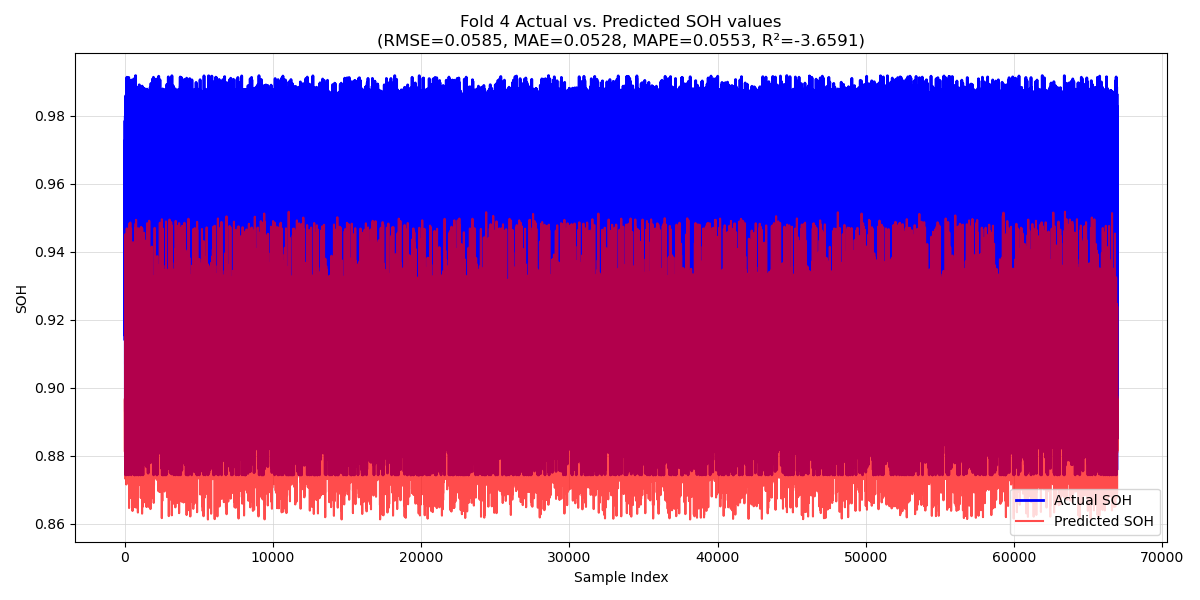 Fold 4 Actual vs. Predicted SOH values
(RMSE=0.0585, MAE=0.0528, MAPE=0.0553, R²=-3.6591)
0.98
0.96
0.94
0.92
0.90
0.88
0.86
SOH
0
10000
20000
30000
40000
50000
60000
70000
Sample Index
Actual SOH
Predicted SOH